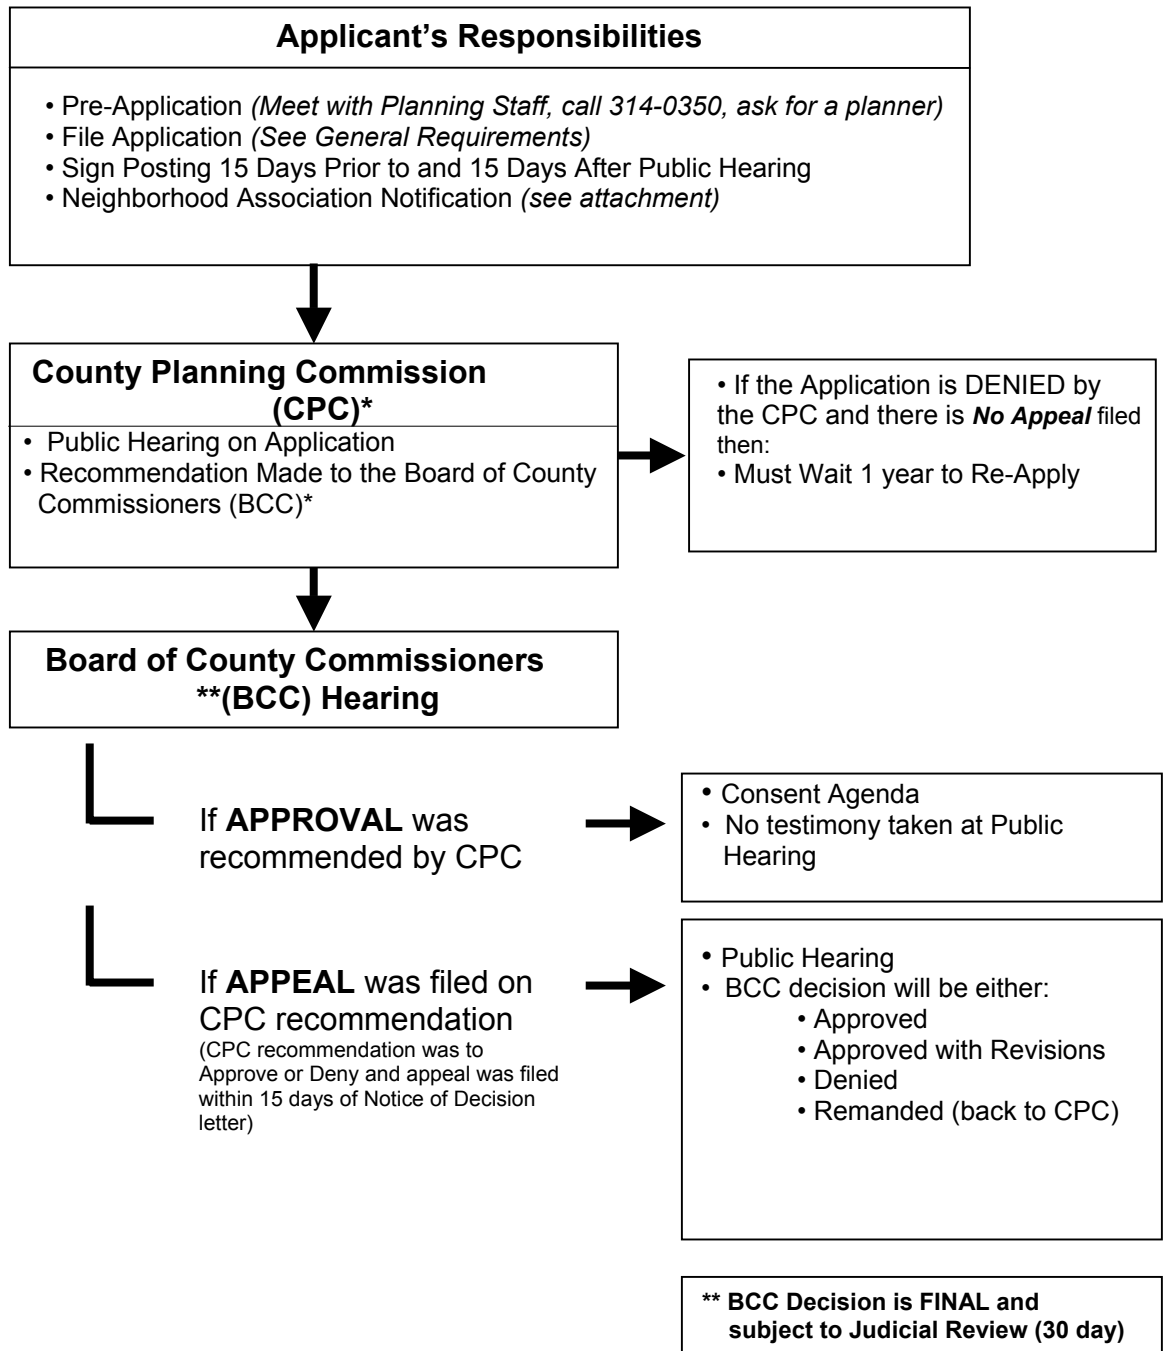 Applicant’s Responsibilities
• Pre-Application (Meet with Planning Staff, call 314-0350, ask for a planner)
• File Application (See General Requirements)
• Sign Posting 15 Days Prior to and 15 Days After Public Hearing
• Neighborhood Association Notification (see attachment)
County Planning Commission
(CPC)*
• Public Hearing on Application
• Recommendation Made to the Board of County
Commissioners (BCC)*
• If the Application is DENIED by
the CPC and there is No Appeal filed
then:
• Must Wait 1 year to Re-Apply
Board of County Commissioners
**(BCC) Hearing
If APPROVAL was
recommended by CPC
• Consent Agenda
• No testimony taken at Public
Hearing
If APPEAL was filed on
CPC recommendation
(CPC recommendation was to
Approve or Deny and appeal was filed
within 15 days of Notice of Decision
letter)
• Public Hearing
• BCC decision will be either:
• Approved
• Approved with Revisions
• Denied
• Remanded (back to CPC)
** BCC Decision is FINAL and
subject to Judicial Review (30 day)